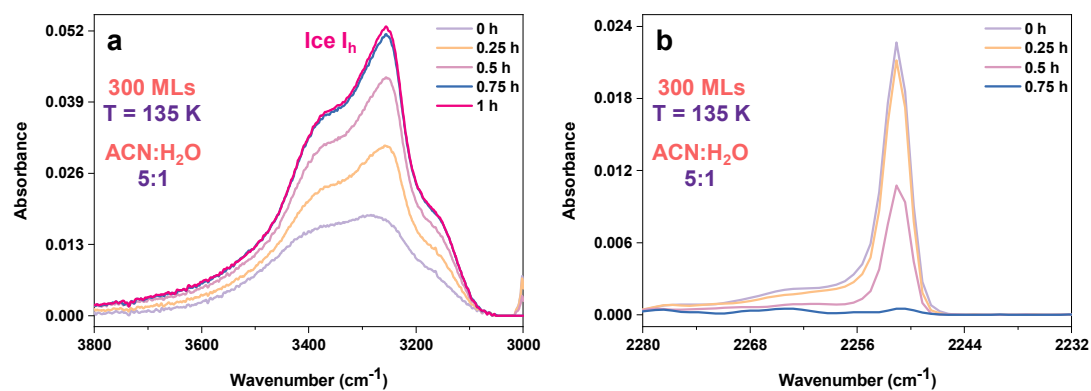 a
Ice Iₕ
300 MLs
T = 135 K
ACN:H₂O
5:1
0 h
0.25 h
0.5 h
0.75 h
1 h
0.052
0.039
0.026
0.013
0.000
Absorbance
3800
3600
3400
3200
3000
Wavenumber (cm⁻¹)
b
300 MLs
T = 135 K
ACN:H₂O
5:1
0 h
0.25 h
0.5 h
0.75 h
0.024
0.018
0.012
0.006
0.000
Absorbance
2280
2268
2256
2244
2232
Wavenumber (cm⁻¹)